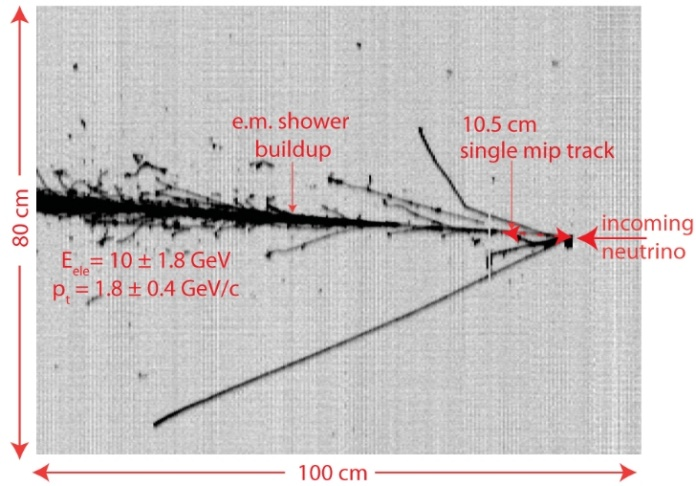 80 cm
e.m. shower
buildup
10.5 cm
single mip track
incoming
neutrino
E_ele = 10 ± 1.8 GeV
p_t = 1.8 ± 0.4 GeV/c
100 cm